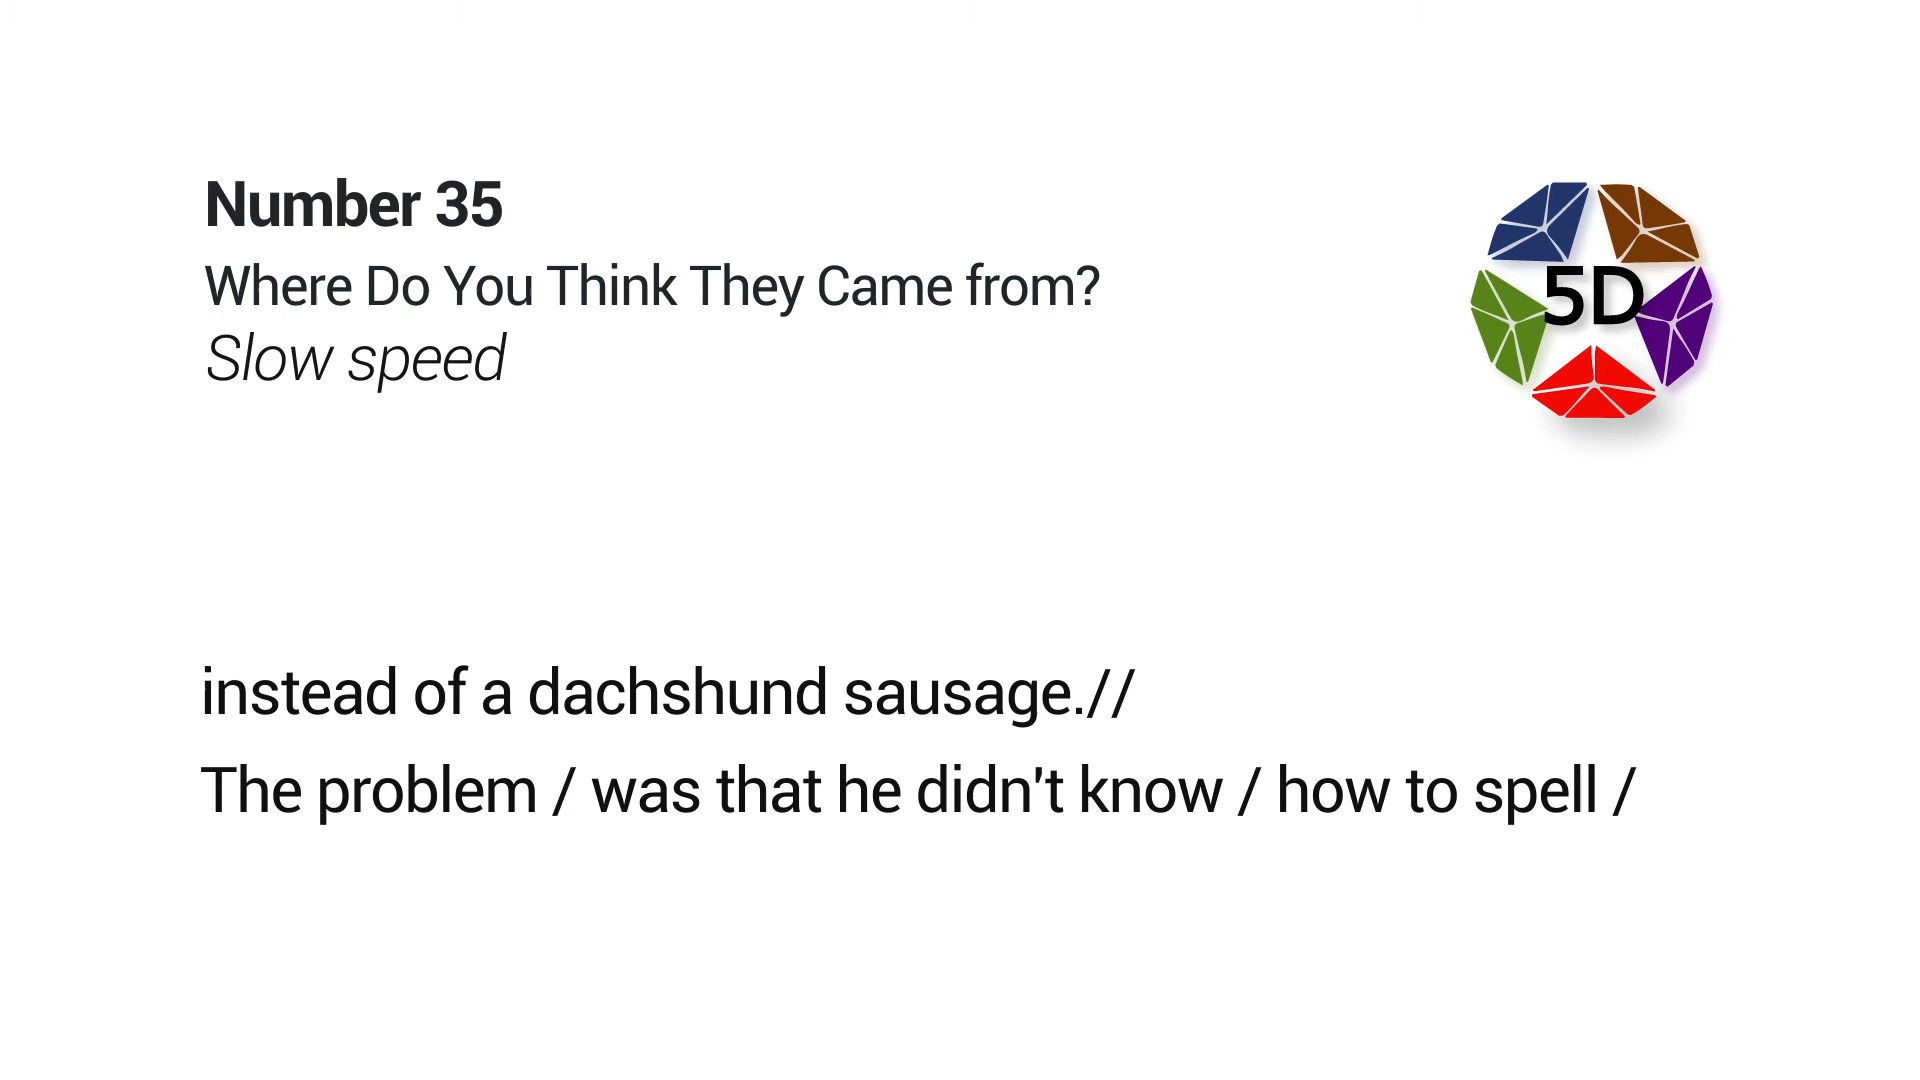 Number 35
Where Do You Think They Came from?
Slow speed
5D
instead of a dachshund sausage.//
The problem / was that he didn't know / how to spell /